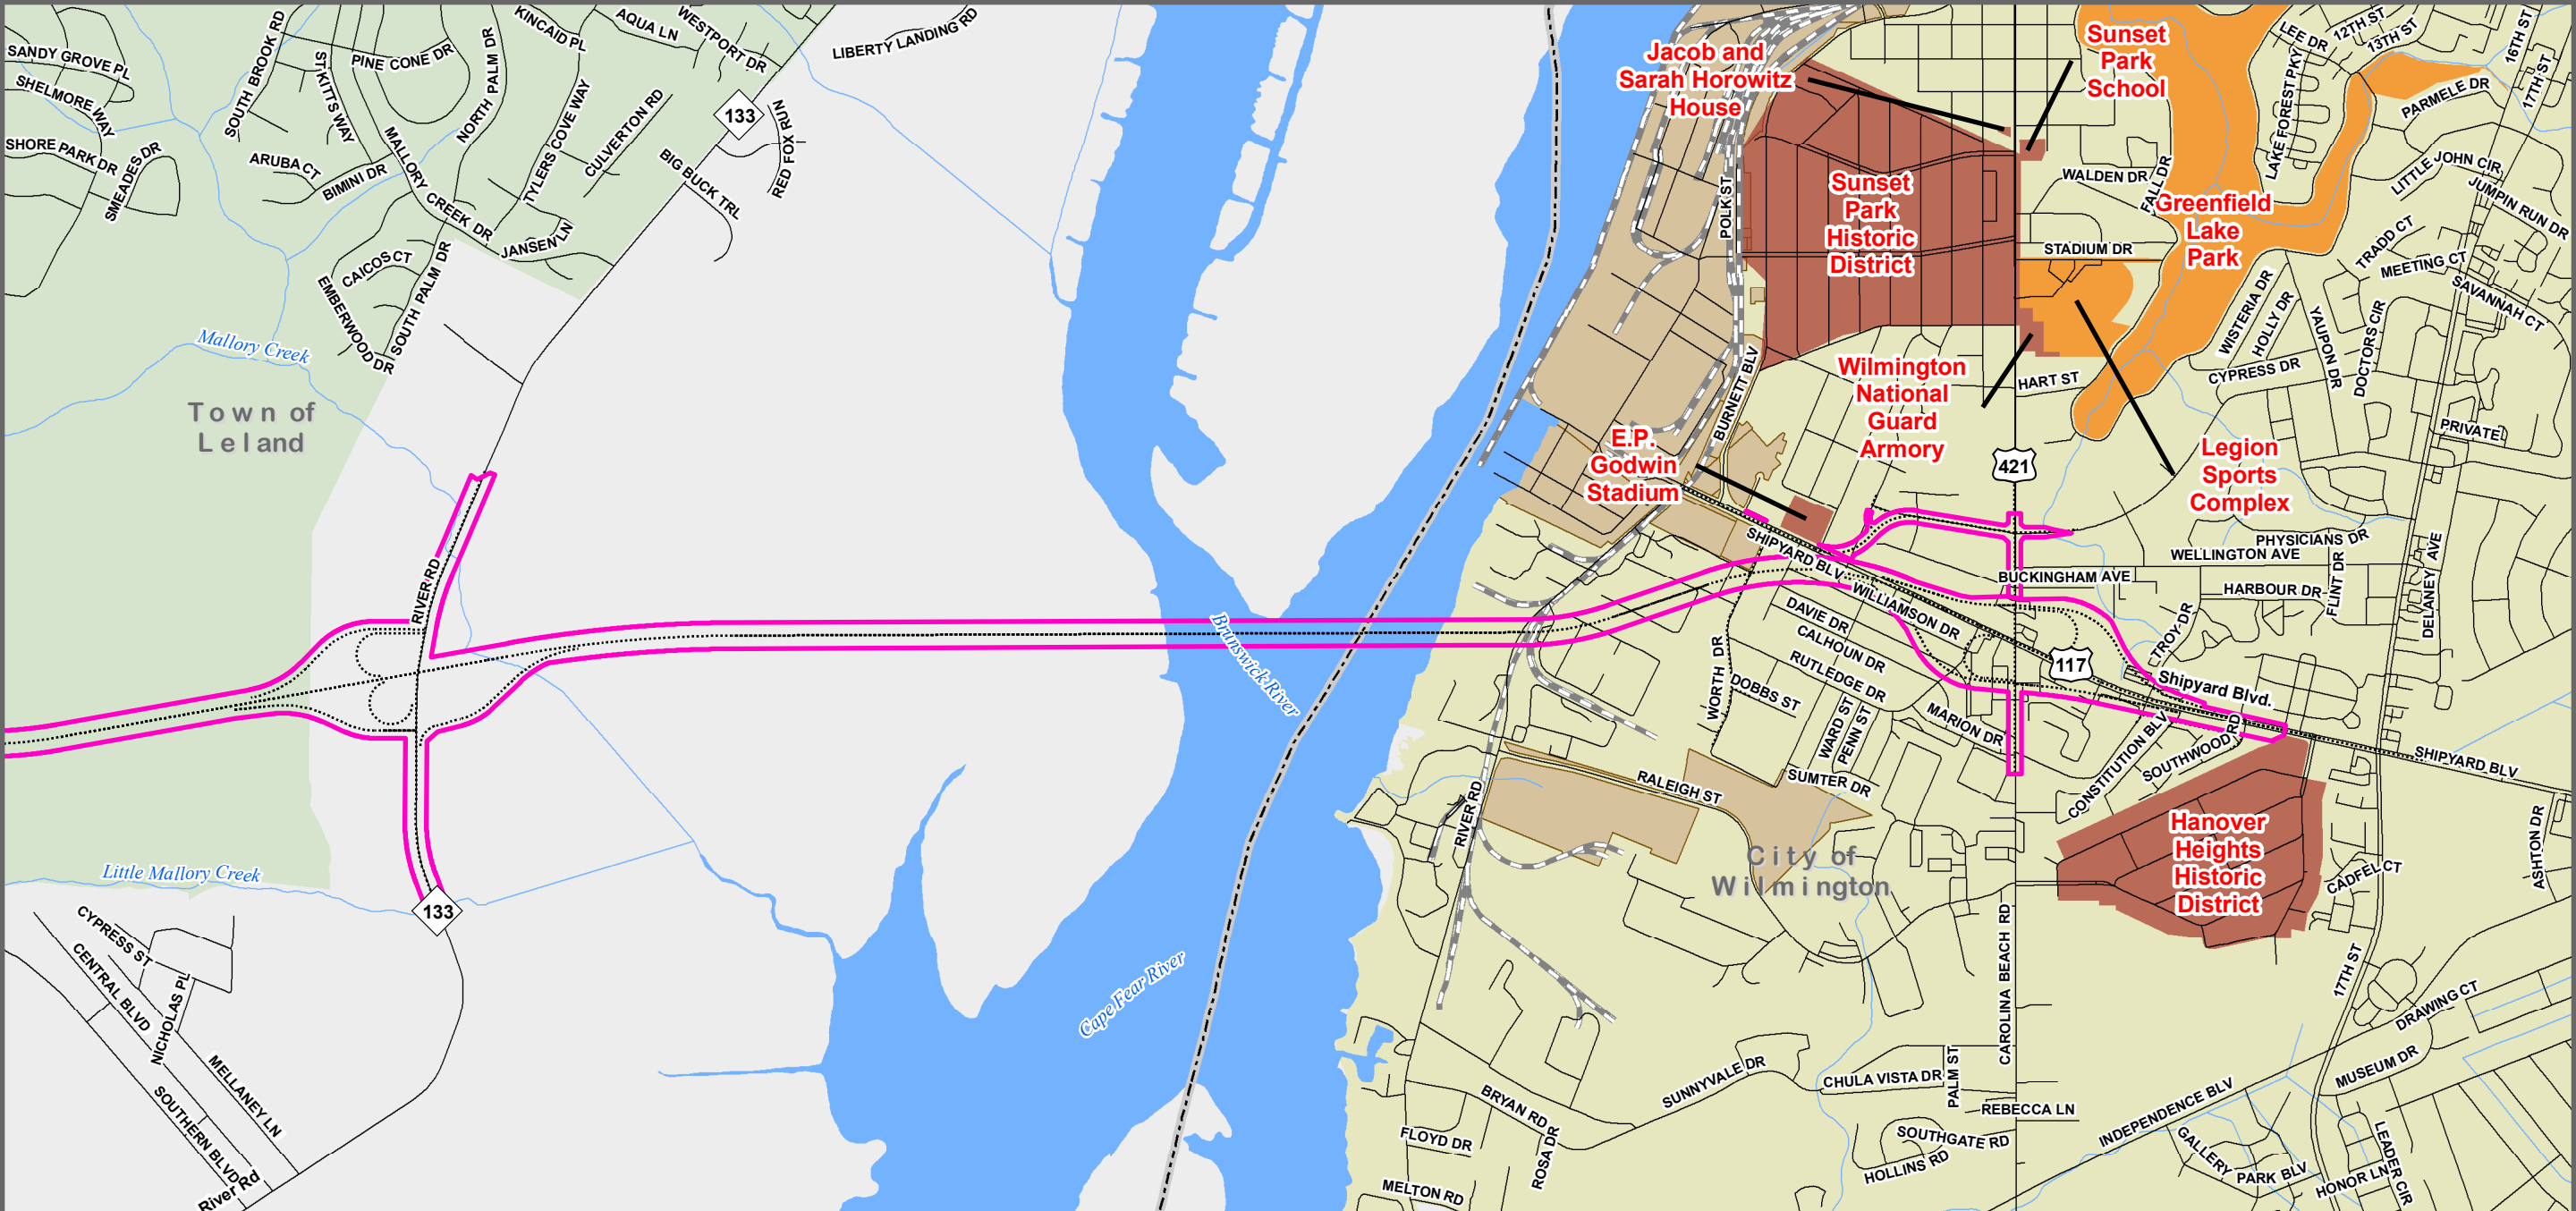 SANDY GROVE PL
SHELMORE WAY
SHORE PARK DR
SMEADES DR
SOUTH BROOK RD
ST KITTS WAY
PINE CONE DR
NORTH PALM DR
KINCAID PL
AQUA LN
WESTPORT DR
LIBERTY LANDING RD
ARUBA CT
BIMINI DR
MALLORY CREEK DR
TYLERS COVE WAY
CULVERTON RD
133
RED FOX RUN
BIG BUCK TRL
JANSEN LN
CAICOS CT
EMBERWOOD DR
SOUTH PALM DR
Mallory Creek
Town of
Leland
RIVER RD
Little Mallory Creek
133
CYPRESS ST
CENTRAL BLVD
NICHOLAS PL
MELLANEY LN
SOUTHERN BLVD
River Rd
Brunswick River
Cape Fear River
Jacob and
Sarah Horowitz
House
Sunset
Park
School
Sunset
Park
Historic
District
POLK ST
Greenfield
Lake
Park
LEE DR
12TH ST
13TH ST
16TH ST
17TH ST
LAKE FOREST PKY
PARMELE DR
LITTLE JOHN CIR
JUMPIN RUN DR
WALDEN DR
FALL DR
STADIUM DR
TRADD CT
MEETING CT
SAVANNAH CT
WISTERIA DR
HOLLY DR
YAUPON DR
DOCTORS CIR
CYPRESS DR
HART ST
BURNETT BLV
Wilmington
National
Guard
Armory
E.P.
Godwin
Stadium
421
Legion
Sports
Complex
PRIVATE
PHYSICIANS DR
WELLINGTON AVE
BUCKINGHAM AVE
HARBOUR DR
FLINT DR
DELANEY AVE
SHIPYARD BLV
WILLIAMSON DR
DAVIE DR
CALHOUN DR
RUTLEDGE DR
WORTH DR
DOBBS ST
WARD ST
PENN ST
MARION DR
SUMTER DR
RALEIGH ST
RIVER RD
TROY DR
117
Shipyard Blvd.
CONSTITUTION BLV
SOUTHWOOD RD
SHIPYARD BLV
ASHTON DR
Hanover
Heights
Historic
District
CADFEL CT
City of
Wilmington
CAROLINA BEACH RD
17TH ST
DRAWING CT
MUSEUM DR
INDEPENDENCE BLV
SUNNYVALE DR
CHULA VISTA DR
PALM ST
REBECCA LN
SOUTHGATE RD
HOLLINS RD
BRYAN RD
FLOYD DR
ROSA DR
MELTON RD
GALLERY PARK BLV
HONOR LN
LEADER CIR